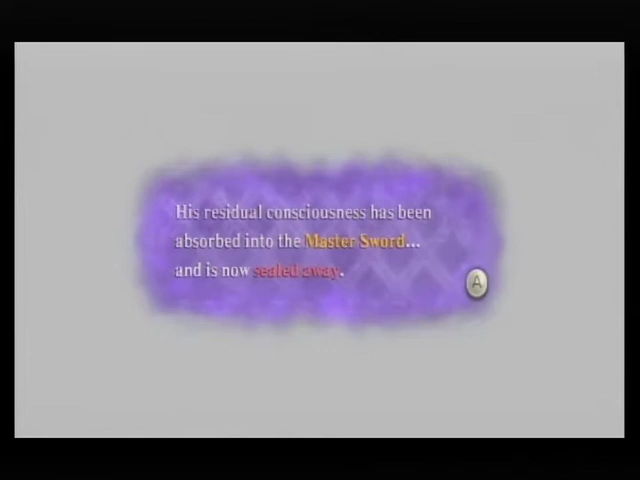 His residual consciousness has been
absorbed into the Master Sword...
and is now sealed away.
A